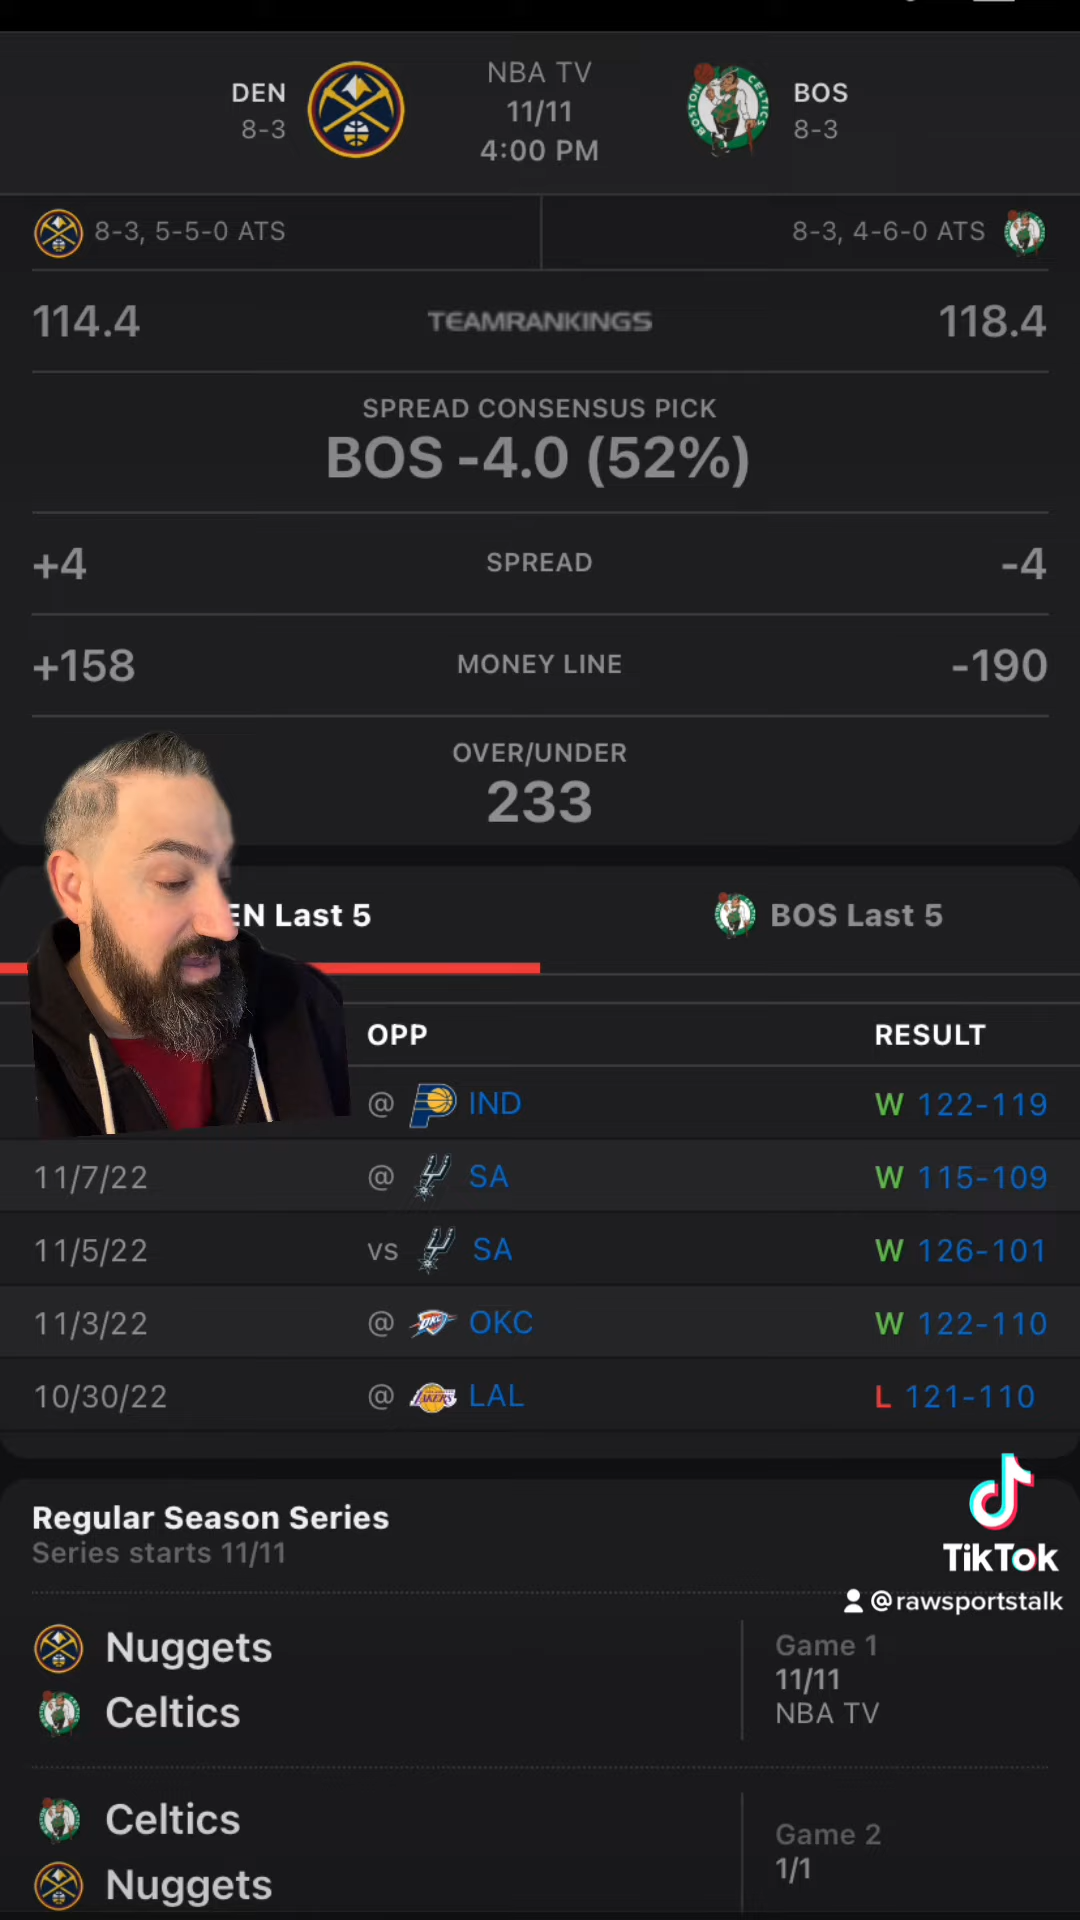 DEN
8-3
NBA TV
11/11
4:00 PM
BOS
8-3
8-3, 5-5-0 ATS
8-3, 4-6-0 ATS
114.4
TEAMRANKINGS
118.4
SPREAD CONSENSUS PICK
BOS -4.0 (52%)
+4
SPREAD
-4
+158
MONEY LINE
-190
OVER/UNDER
233
EN Last 5
BOS Last 5
OPP
RESULT
@ IND
W 122-119
11/7/22
@ SA
W 115-109
11/5/22
vs SA
W 126-101
11/3/22
@ OKC
W 122-110
10/30/22
@ LAL
L 121-110
Regular Season Series
Series starts 11/11
TikTok
@rawsportstalk
Nuggets
Celtics
Game 1
11/11
NBA TV
Celtics
Nuggets
Game 2
1/1
BOSTON CELTICS
OKC
LAKERS